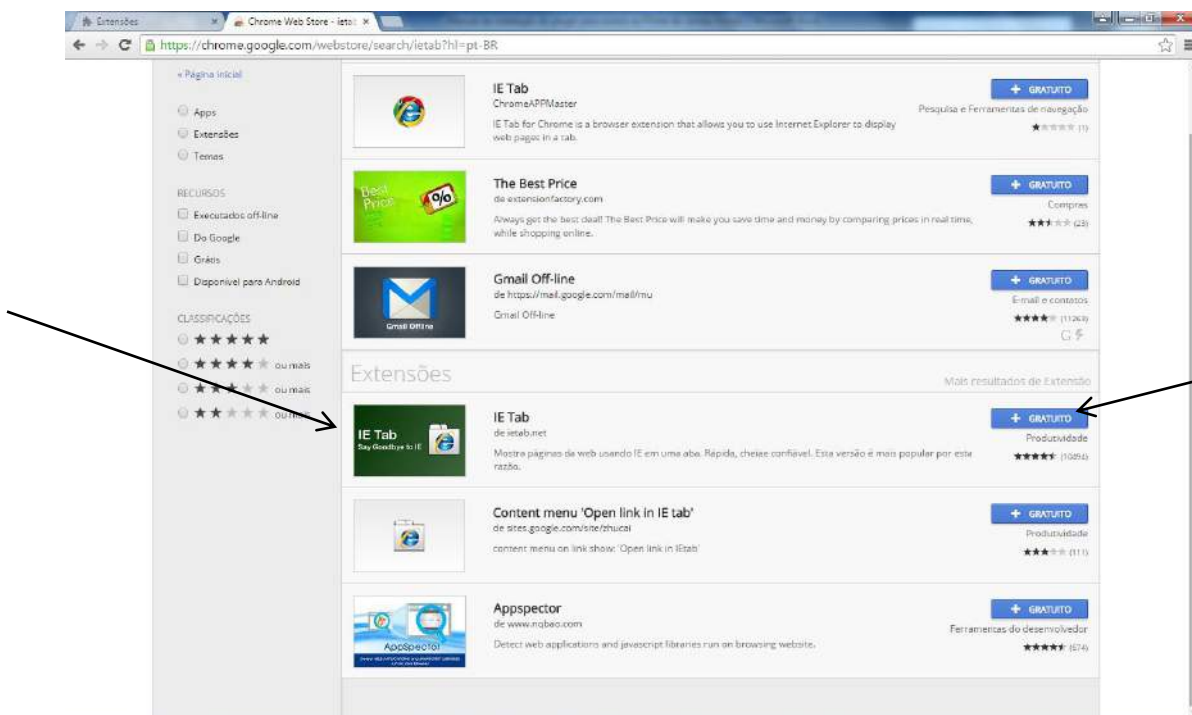 Extensões
Chrome Web Store - ieta
https://chrome.google.com/webstore/search/ietab?hl=pt-BR
« Página inicial
Apps
Extensões
Temas
RECURSOS
Executados off-line
Do Google
Grátis
Disponível para Android
CLASSIFICAÇÕES
ou mais
ou mais
ou mais
IE Tab
ChromeAPPMaster
IE Tab for Chrome is a browser extension that allows you to use Internet Explorer to display
web pages in a tab.
+ GRATUITO
Pesquisa e Ferramentas de navegação
(1)
Best Price
%
The Best Price
de extensionfactory.com
Always get the best deal! The Best Price will make you save time and money by comparing prices in real time,
while shopping online.
+ GRATUITO
Compras
(23)
Gmail Offline
Gmail Off-line
de https://mail.google.com/mail/mu
Gmail Off-line
+ GRATUITO
E-mail e contatos
Extensões
Mais resultados de Extensão
IE Tab
Say Goodbye to IE
IE Tab
de ietab.net
Mostra páginas da web usando IE em uma aba. Rápida, cheiae confiável. Esta versão é mais popular por esta
razão.
+ GRATUITO
Produtividade
Content menu 'Open link in IE tab'
de sites.google.com/site/zhucai
content menu on link show: 'Open link in IEtab'
+ GRATUITO
Produtividade
(111)
AppSpector
Appspector
de www.nqbao.com
Detect web applications and javascript libraries run on browsing website.
+ GRATUITO
Ferramentas do desenvolvedor
(574)